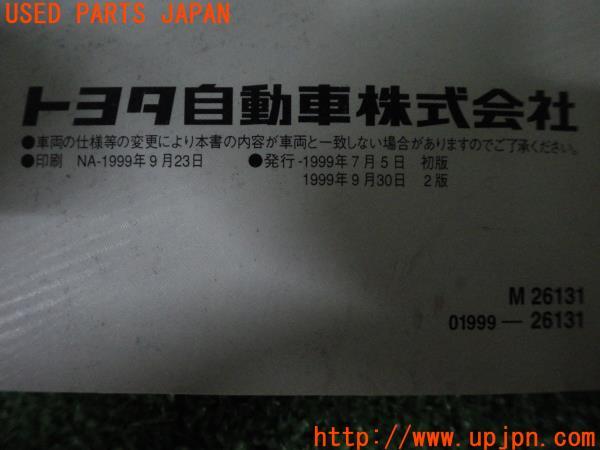 USED PARTS JAPAN
トヨタ自動車株式会社
●車両の仕様等の変更により本書の内容が車両と一致しない場合がありますのでご了承ください。
●印刷 NA-1999年9月23日 ●発行-1999年7月5日 初版
1999年9月30日 2版
M 26131
01999－26131
http://www.upjpn.com/